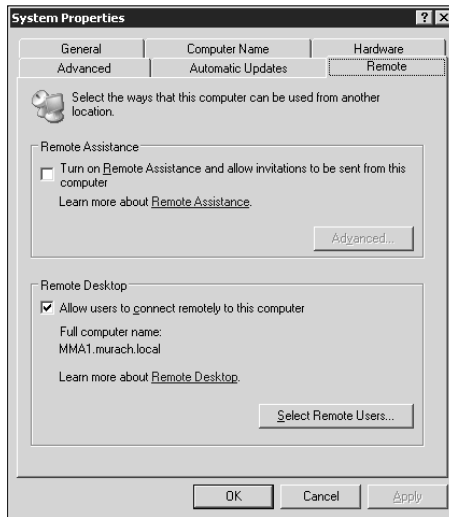 System Properties
General
Computer Name
Hardware
Advanced
Automatic Updates
Remote
Select the ways that this computer can be used from another
location.
Remote Assistance
Turn on Remote Assistance and allow invitations to be sent from this
computer
Learn more about Remote Assistance.
Advanced...
Remote Desktop
Allow users to connect remotely to this computer
Full computer name:
MMA1.murach.local
Learn more about Remote Desktop.
Select Remote Users...
OK
Cancel
Apply